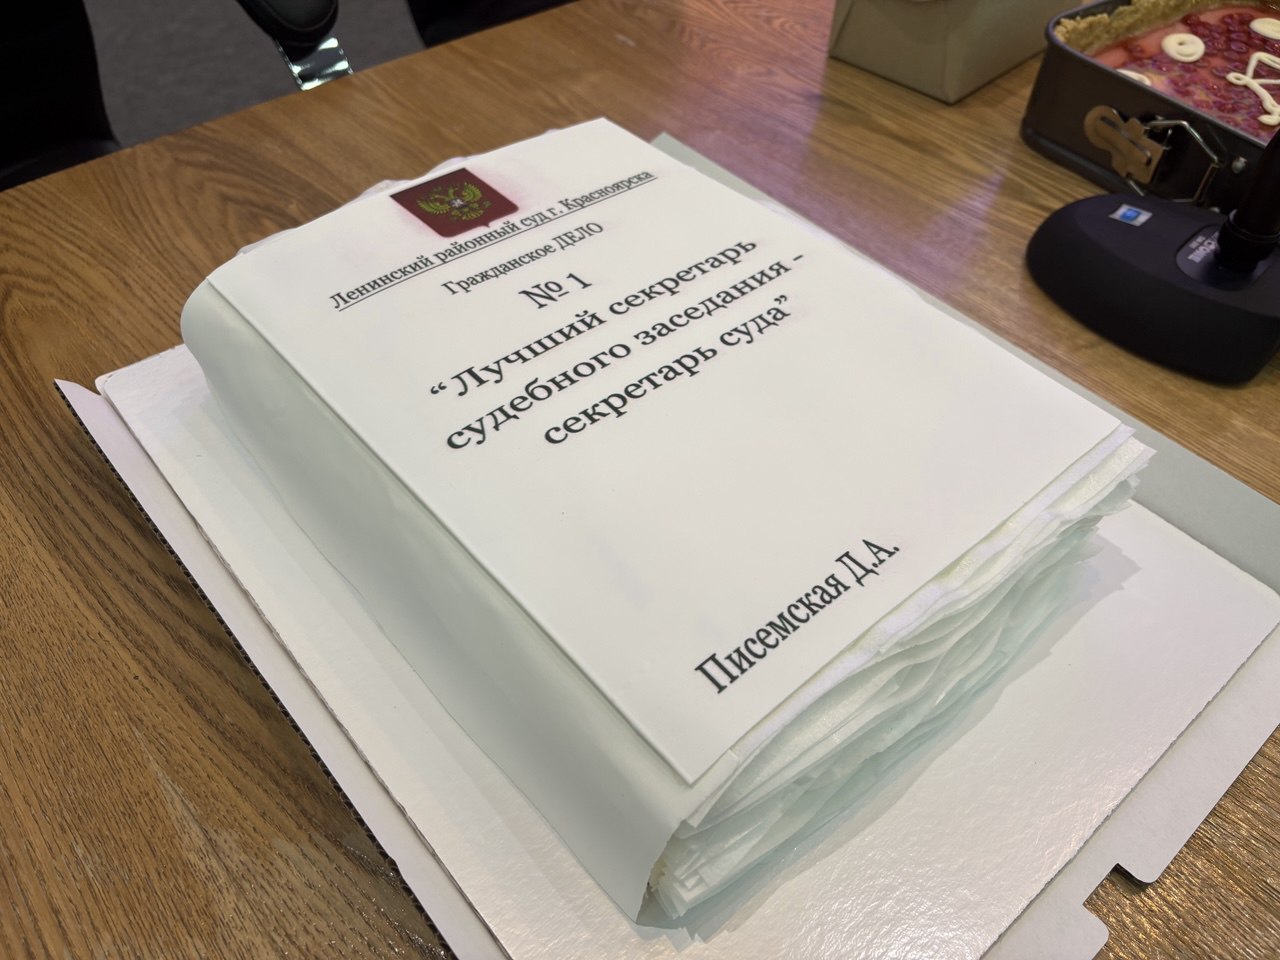 Ленинский районный суд г. Красноярска
Гражданское ДЕЛО
№ 1
“Лучший секретарь
судебного заседания -
секретарь суда”
Писемская Д.А.